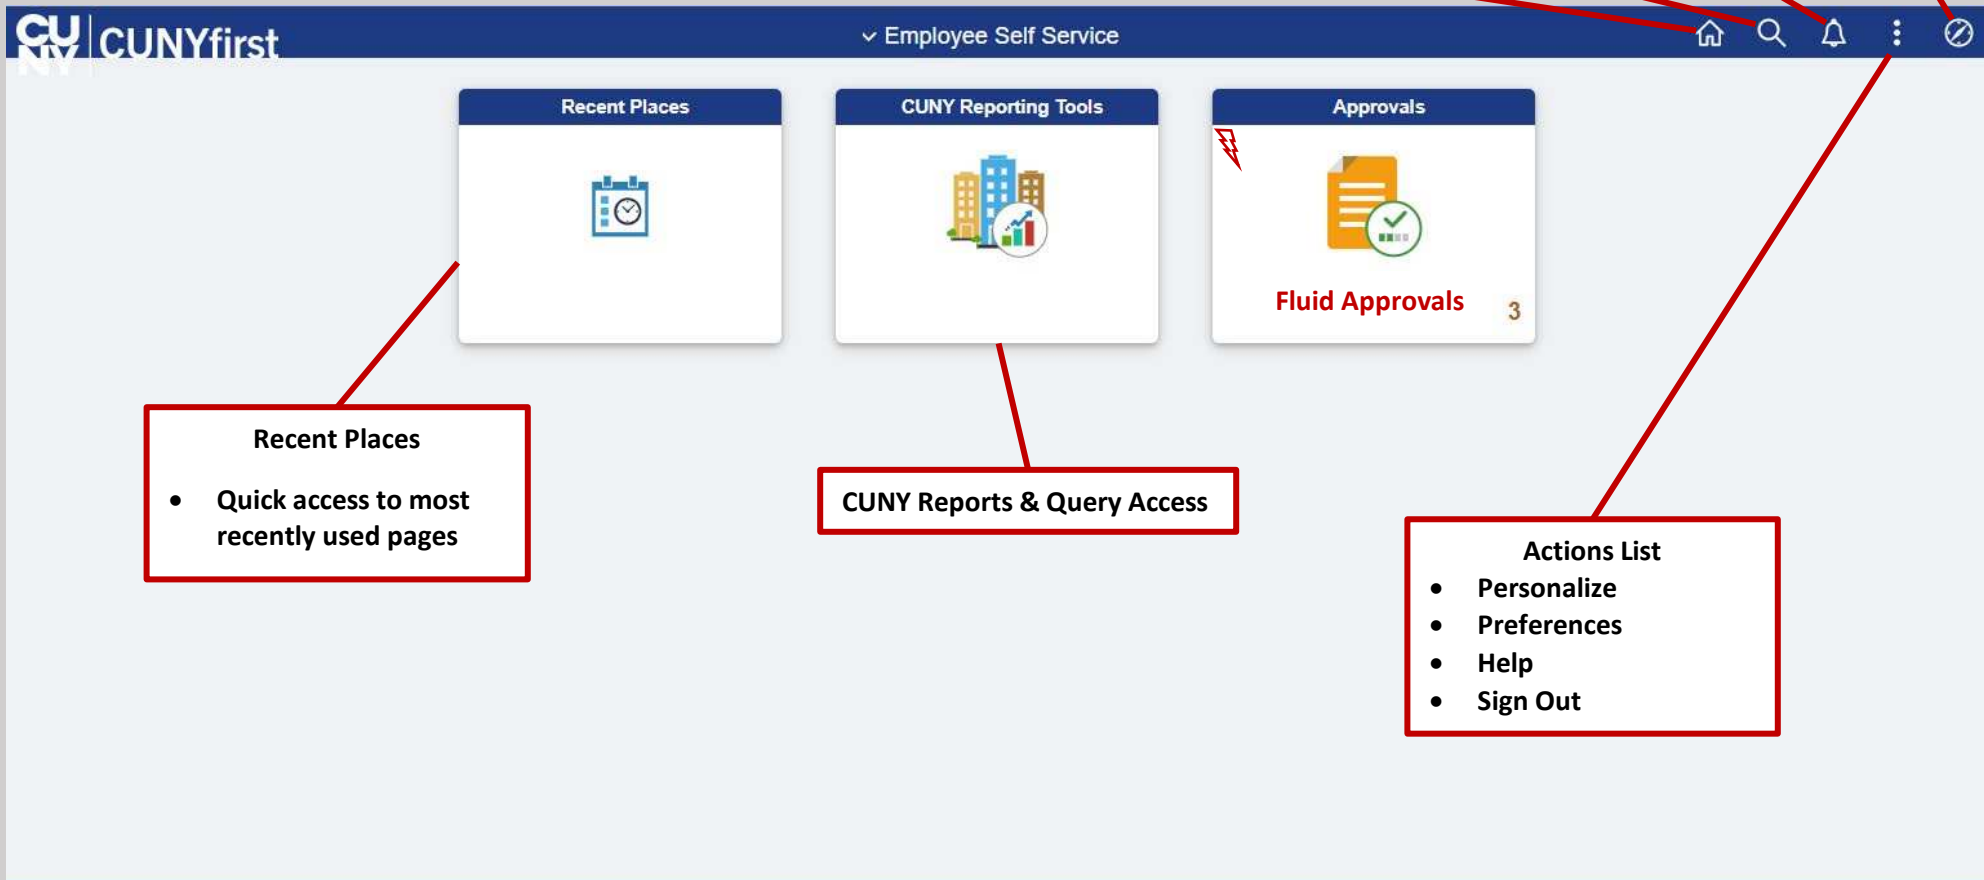 CUNY CUNYfirst
Employee Self Service
Recent Places
CUNY Reporting Tools
Approvals
Fluid Approvals
3
Recent Places
• Quick access to most
recently used pages
CUNY Reports & Query Access
Actions List
• Personalize
• Preferences
• Help
• Sign Out